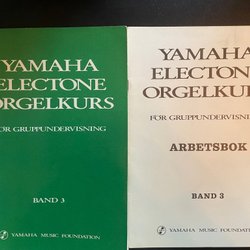 YAMAHA
ELECTONE
ORGELKURS
FÖR GRUPPUNDERVISNING
BAND 3
YAMAHA MUSIC FOUNDATION
YAMAHA
ELECTONE
ORGELKURS
FÖR GRUPPUNDERVISNING
ARBETSBOK
BAND 3
YAMAHA MUSIC FOUNDATION